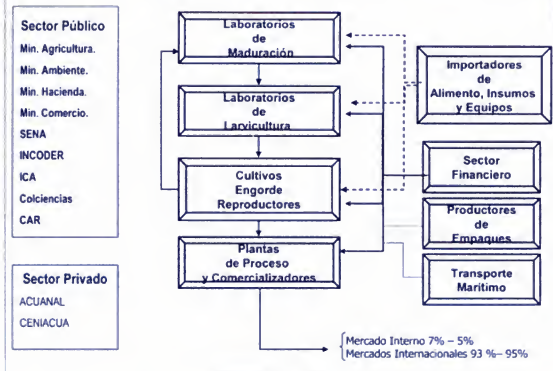 Sector Público
Min. Agricultura.
Min. Ambiente.
Min. Hacienda.
Min. Comercio.
SENA
INCODER
ICA
Colciencias
CAR
Sector Privado
ACUANAL
CENIACUA
Laboratorios
de
Maduración
Laboratorios
de
Larvicultura
Cultivos
Engorde
Reproductores
Plantas
de Proceso
y Comercializadores
Importadores
de
Alimento, Insumos
y Equipos
Sector
Financiero
Productores
de
Empaques
Transporte
Marítimo
Mercado Interno 7% – 5%
Mercados Internacionales 93 %– 95%